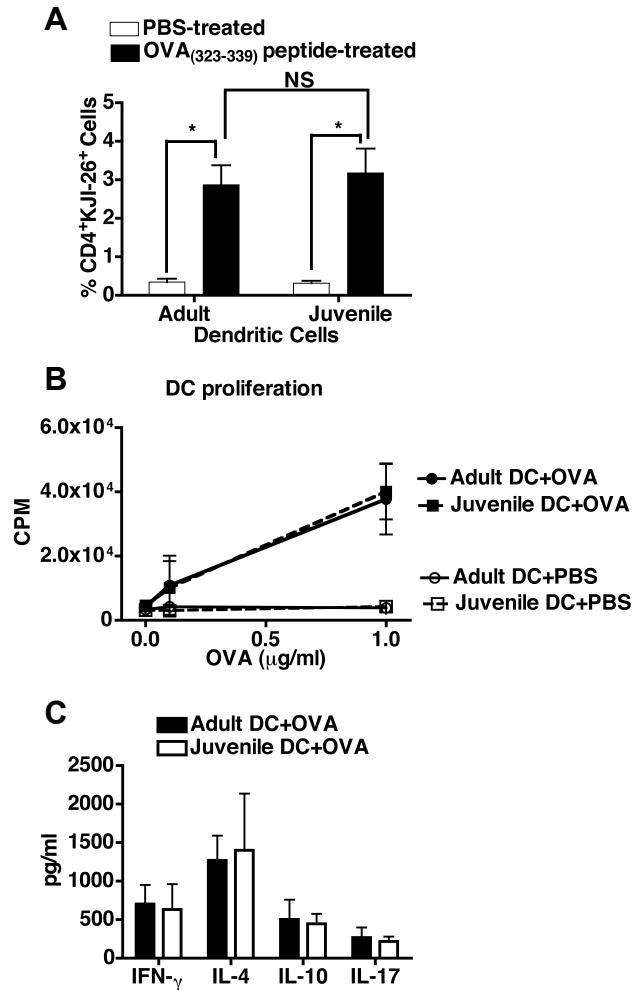 A
PBS-treated
OVA(323-339) peptide-treated
NS
* *
% CD4+KJI-26+ Cells
5
4
3
2
1
0
Adult Juvenile
Dendritic Cells
B
DC proliferation
CPM
6.0x10⁴
4.0x10⁴
2.0x10⁴
0
0.0 0.5 1.0
OVA (μg/ml)
Adult DC+OVA
Juvenile DC+OVA
Adult DC+PBS
Juvenile DC+PBS
C
Adult DC+OVA
Juvenile DC+OVA
pg/ml
2500
2000
1500
1000
500
0
IFN-γ IL-4 IL-10 IL-17